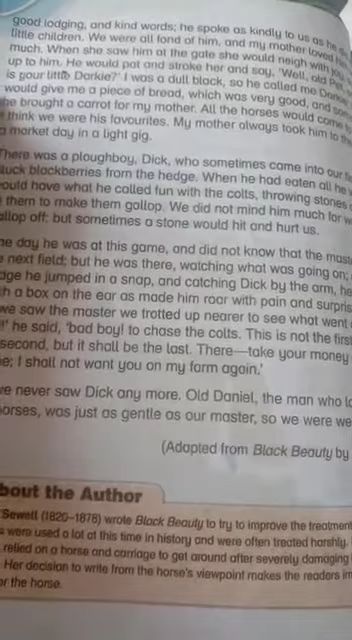 good lodging, and kind words; he spoke as kindly to us as he
little children. We were all fond of him, and my mother loved him
much. When she saw him at the gate she would neigh with joy
up to him. He would pat and stroke her and say, 'Well, old Pet,
is your little Darkie?' I was a dull black, so he called me Darkie
would give me a piece of bread, which was very good, and
he brought a carrot for my mother. All the horses would come
think we were his favourites. My mother always took him to the
a market day in a light gig.
There was a ploughboy, Dick, who sometimes came into our
pluck blackberries from the hedge. When he had eaten all he
would have what he called fun with the colts, throwing stones
them to make them gallop. We did not mind him much for
gallop off; but sometimes a stone would hit and hurt us.
day he was at this game, and did not know that the
next field; but he was there, watching what was going on;
he jumped in a snap, and catching Dick by the arm, he
a box on the ear as made him roar with pain and
we saw the master we trotted up nearer to see what went
he said, 'bad boy! to chase the colts. This is not the first
second, but it shall be the last. There—take your money
I shall not want you on my farm again.'
never saw Dick any more. Old Daniel, the man who
horses, was just as gentle as our master, so we were
(Adapted from Black Beauty by
bout the Author
Sewell (1820–1878) wrote Black Beauty to try to improve the
were used a lot at this time in history and were often treated harshly.
relied on a horse and carriage to get around after severely damaging
Her decision to write from the horse's viewpoint makes the readers
or the horse.